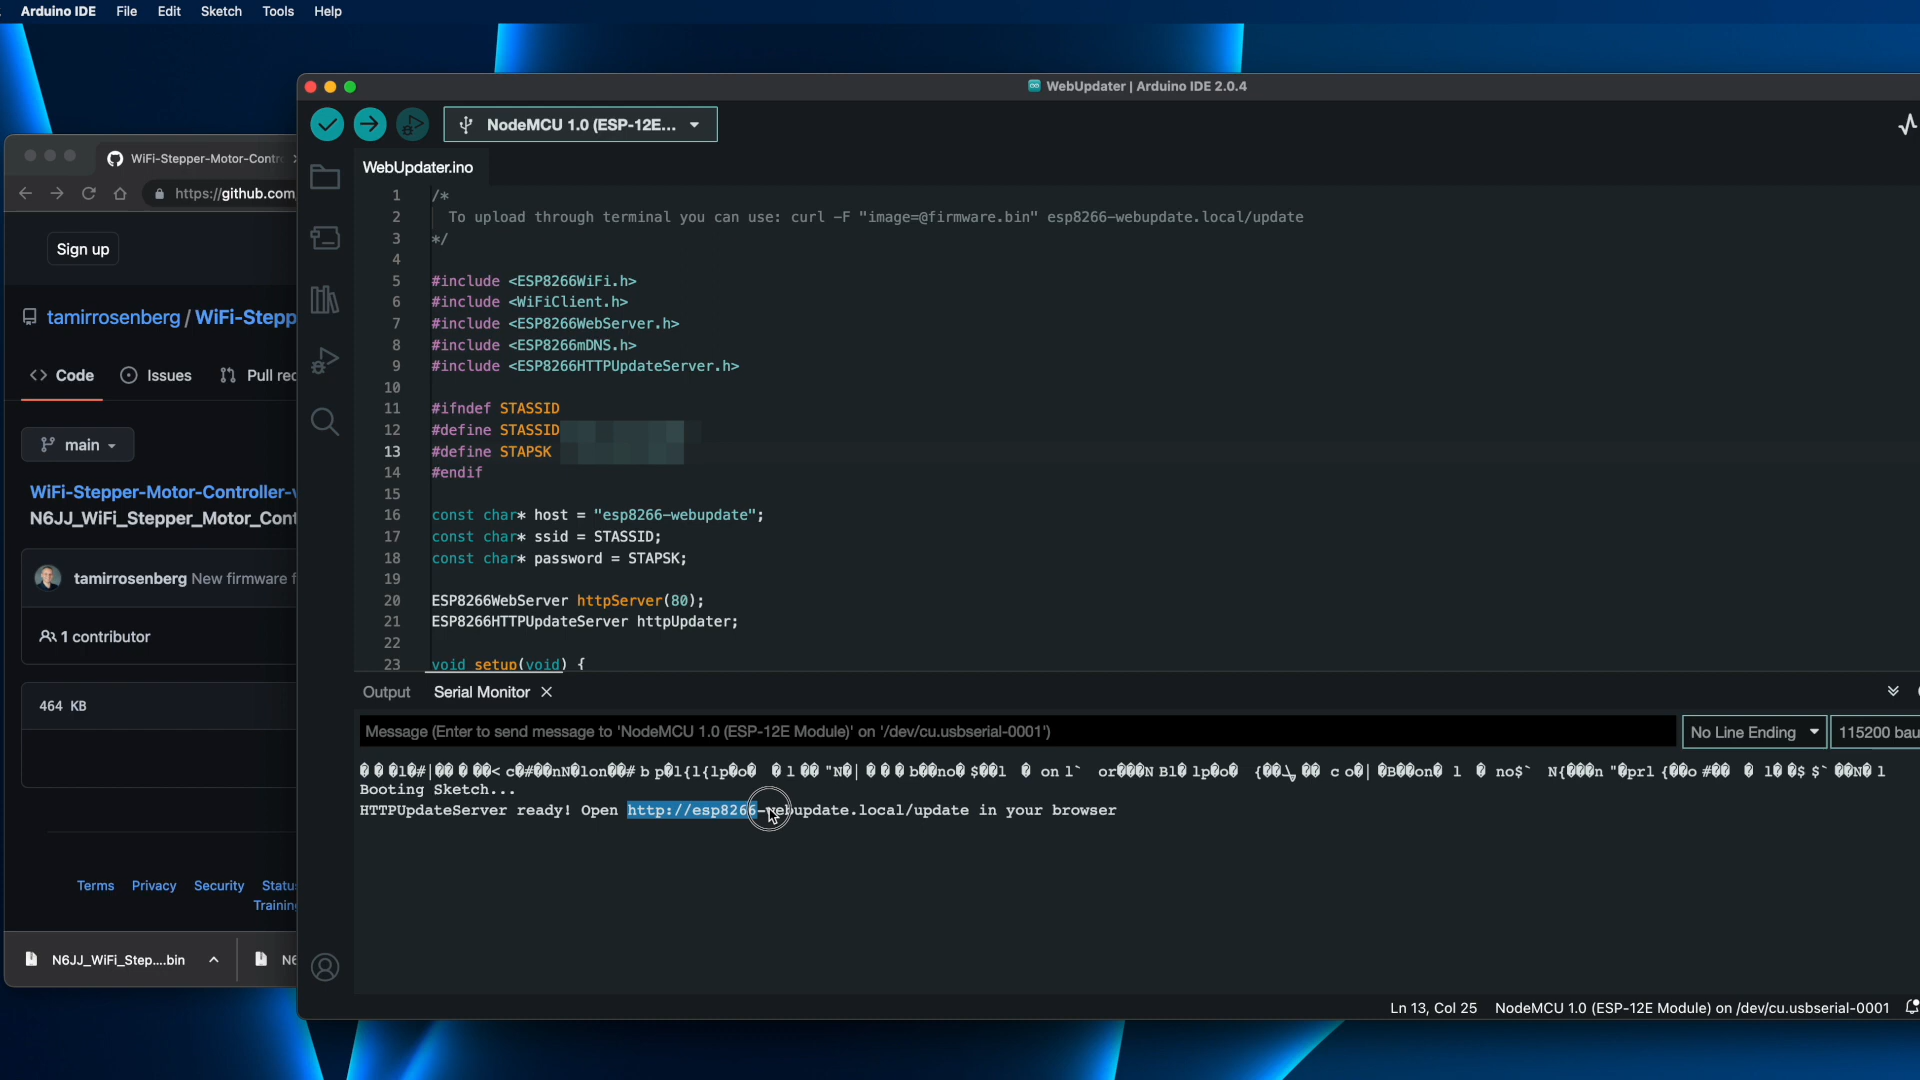 Arduino IDE File Edit Sketch Tools Help
WebUpdater | Arduino IDE 2.0.4
NodeMCU 1.0 (ESP-12E...
WiFi-Stepper-Motor-Contr
https://github.com
Sign up
tamirrosenberg / WiFi-Stepp
Code Issues Pull rec
main
WiFi-Stepper-Motor-Controller-
N6JJ_WiFi_Stepper_Motor_Cont
tamirrosenberg New firmware f
1 contributor
464 KB
Terms Privacy Security Status
Training
N6JJ_WiFi_Step....bin
N6
WebUpdater.ino
1 /*
2 To upload through terminal you can use: curl -F "image=@firmware.bin" esp8266-webupdate.local/update
3 */
4
5 #include <ESP8266WiFi.h>
6 #include <WiFiClient.h>
7 #include <ESP8266WebServer.h>
8 #include <ESP8266mDNS.h>
9 #include <ESP8266HTTPUpdateServer.h>
10
11 #ifndef STASSID
12 #define STASSID
13 #define STAPSK
14 #endif
15
16 const char* host = "esp8266-webupdate";
17 const char* ssid = STASSID;
18 const char* password = STAPSK;
19
20 ESP8266WebServer httpServer(80);
21 ESP8266HTTPUpdateServer httpUpdater;
22
23 void setup(void) {
Output Serial Monitor
Message (Enter to send message to 'NodeMCU 1.0 (ESP-12E Module)' on '/dev/cu.usbserial-0001')
No Line Ending
115200 bau
Booting Sketch...
HTTPUpdateServer ready! Open http://esp8266-webupdate.local/update in your browser
Ln 13, Col 25 NodeMCU 1.0 (ESP-12E Module) on /dev/cu.usbserial-0001